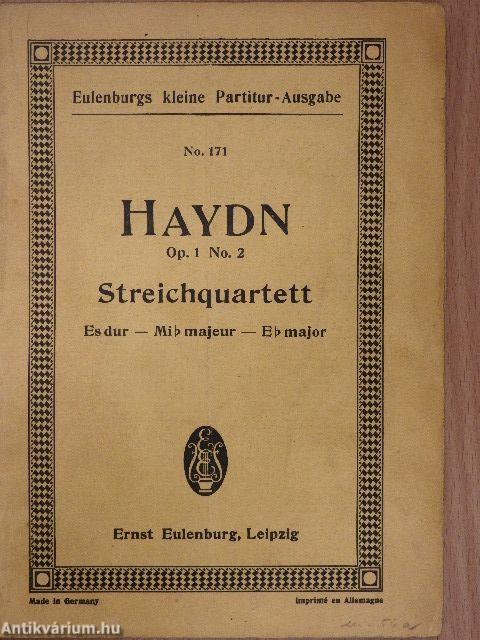 Eulenburgs kleine Partitur-Ausgabe
No. 171
HAYDN
Op. 1 No. 2
Streichquartett
Es dur — Mi♭ majeur — E♭ major
Ernst Eulenburg, Leipzig
Made in Germany
Imprimé en Allemagne
Antikvárium.hu